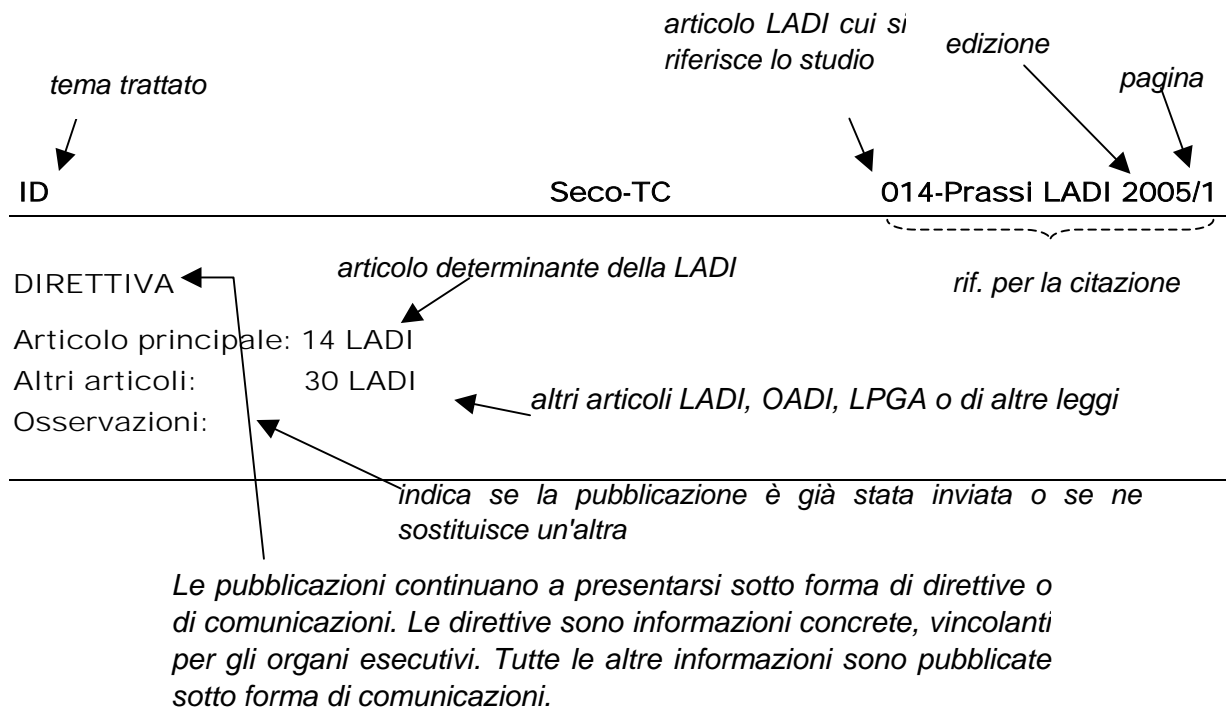 articolo LADI cui si
riferisce lo studio
edizione
tema trattato
pagina
ID Seco-TC 014-Prassi LADI 2005/1
DIRETTIVA
articolo determinante della LADI
rif. per la citazione
Articolo principale: 14 LADI
Altri articoli: 30 LADI
altri articoli LADI, OADI, LPGA o di altre leggi
Osservazioni:
indica se la pubblicazione è già stata inviata o se ne
sostituisce un'altra
Le pubblicazioni continuano a presentarsi sotto forma di direttive o
di comunicazioni. Le direttive sono informazioni concrete, vincolanti
per gli organi esecutivi. Tutte le altre informazioni sono pubblicate
sotto forma di comunicazioni.